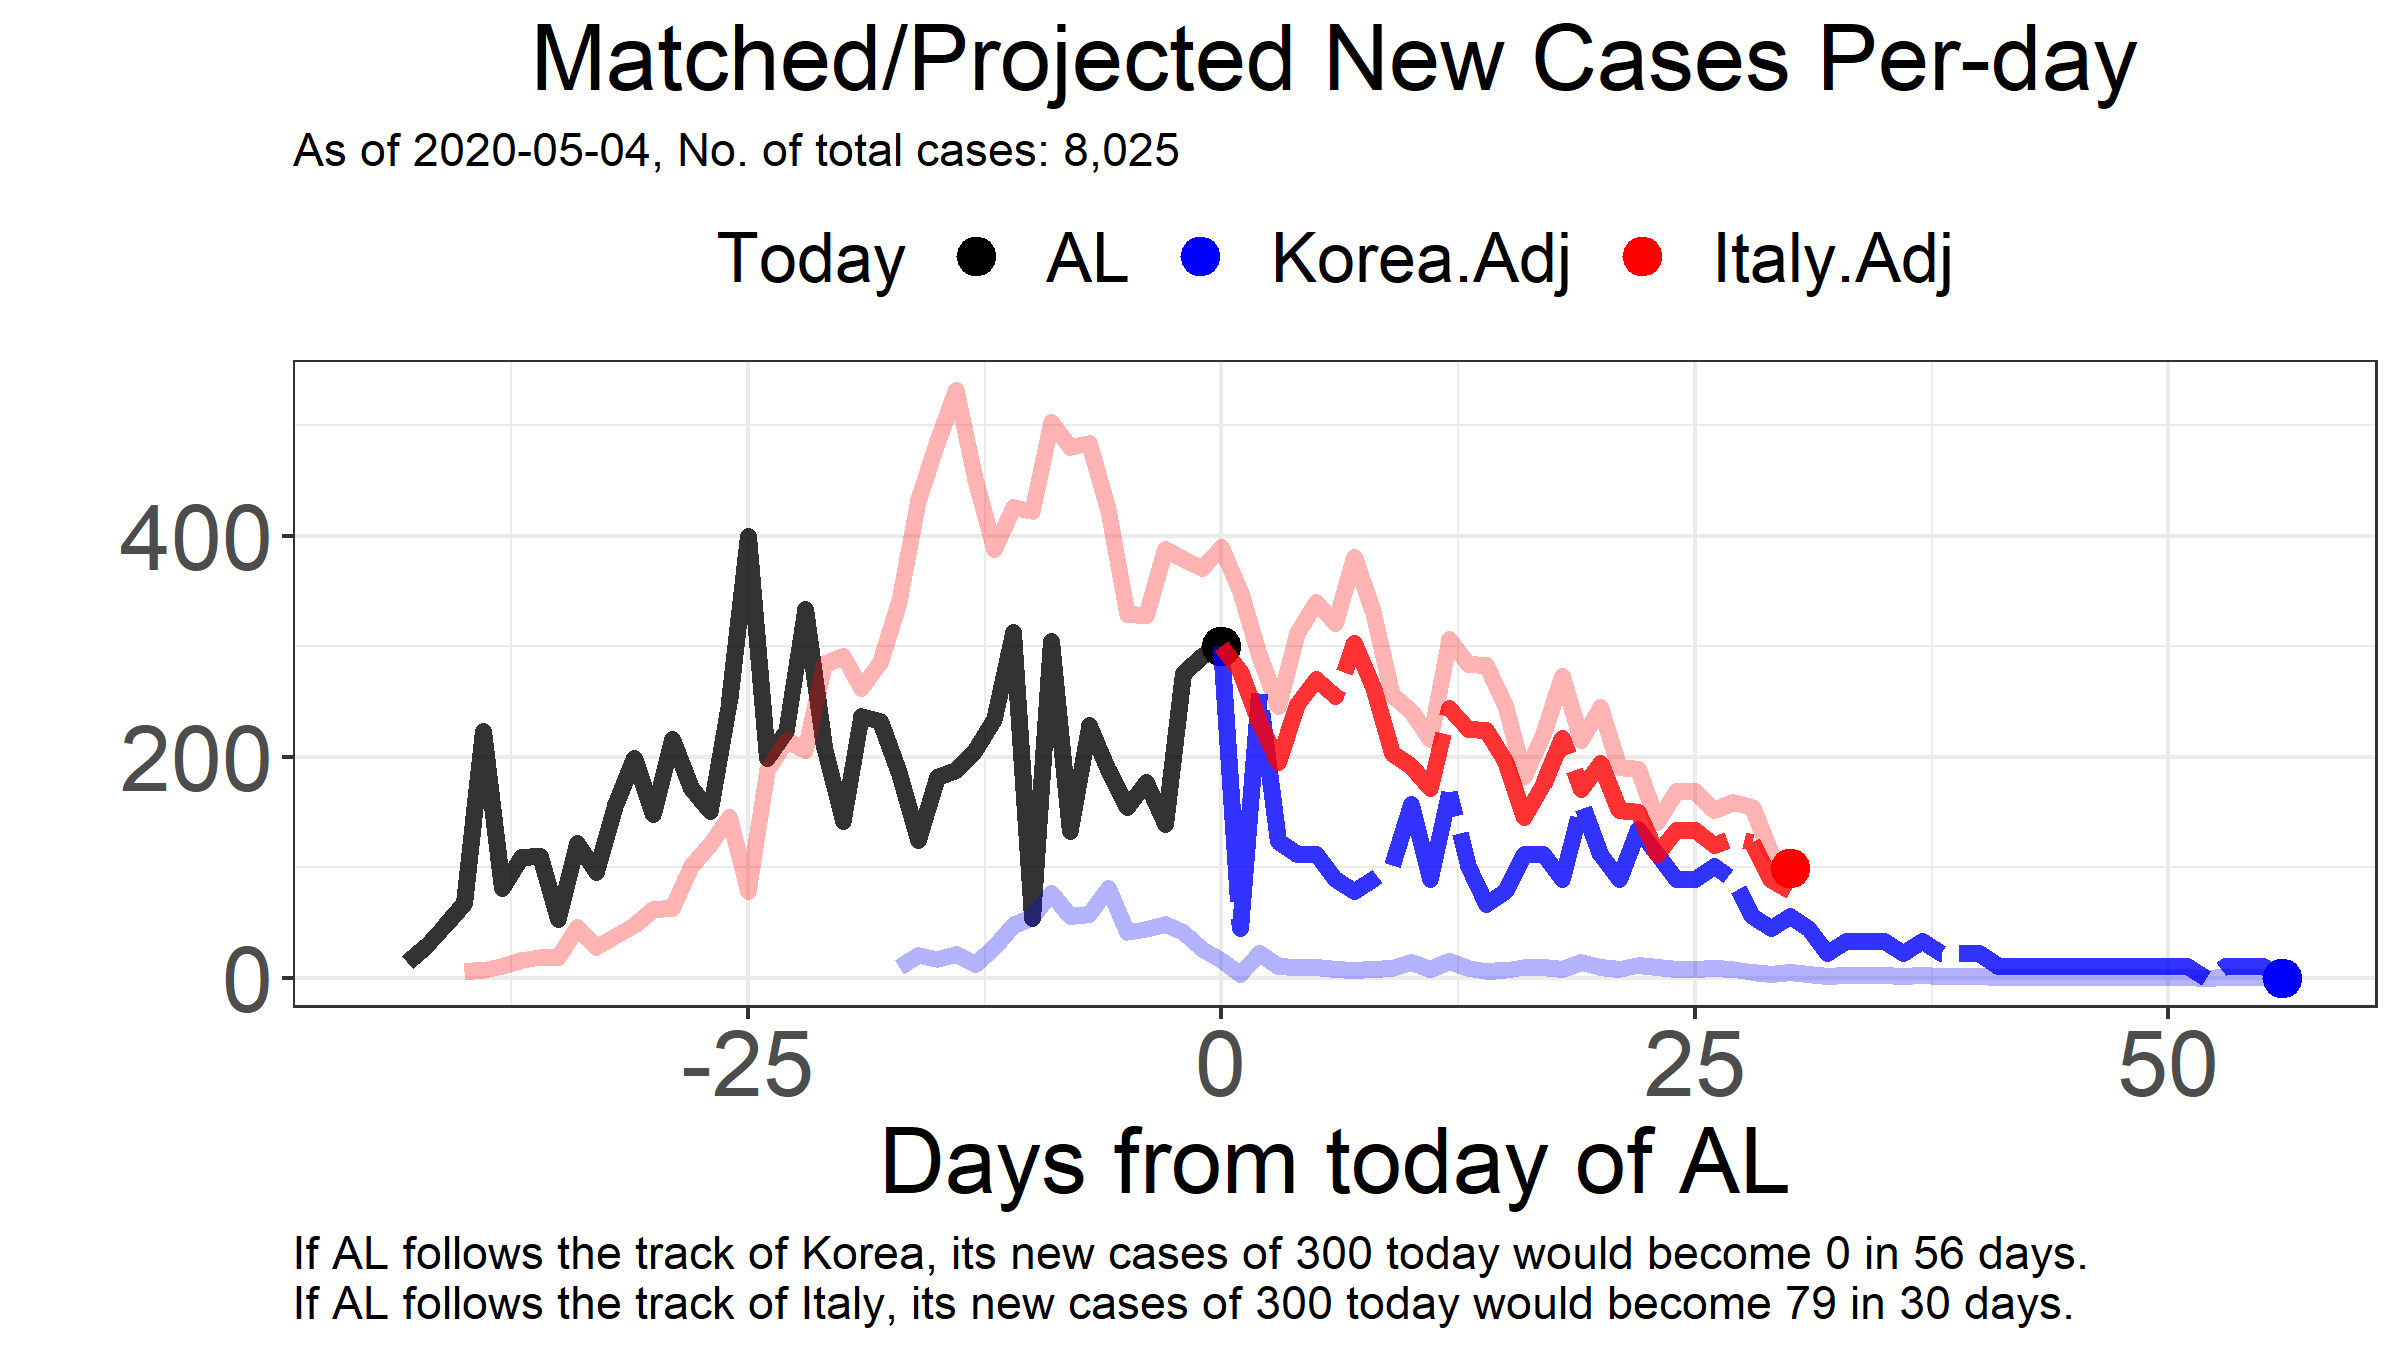 Matched/Projected New Cases Per-day
As of 2020-05-04, No. of total cases: 8,025
Today AL Korea.Adj Italy.Adj
400
200
0
-25 0 25 50
Days from today of AL
If AL follows the track of Korea, its new cases of 300 today would become 0 in 56 days.
If AL follows the track of Italy, its new cases of 300 today would become 79 in 30 days.